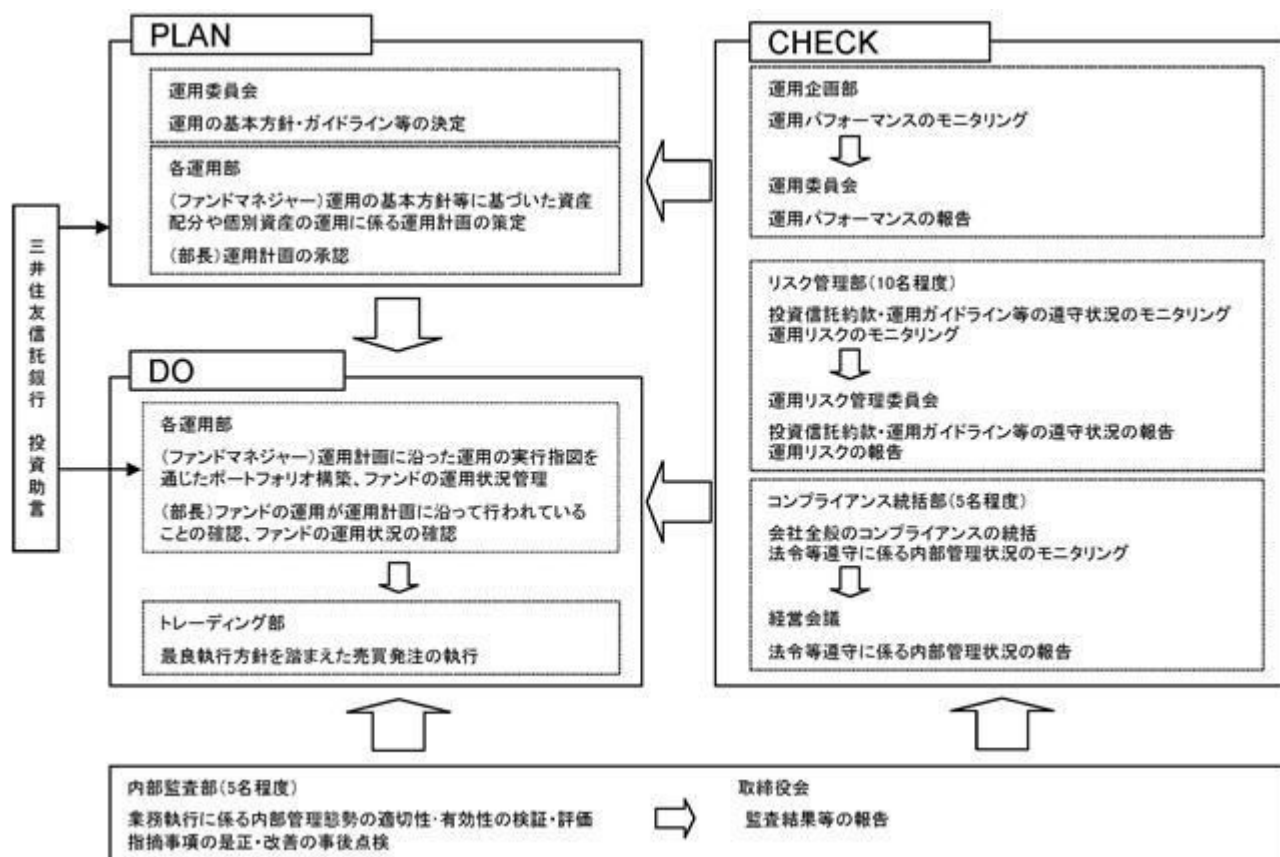 PLAN
運用委員会
運用の基本方針・ガイドライン等の決定
各運用部
(ファンドマネジャー)運用の基本方針等に基づいた資産
配分や個別資産の運用に係る運用計画の策定
(部長)運用計画の承認
三井住友信託銀行 投資助言
DO
各運用部
(ファンドマネジャー)運用計画に沿った運用の実行指図を
通じたポートフォリオ構築、ファンドの運用状況管理
(部長)ファンドの運用が運用計画に沿って行われている
ことの確認、ファンドの運用状況の確認
トレーディング部
最良執行方針を踏まえた売買発注の執行
CHECK
運用企画部
運用パフォーマンスのモニタリング
運用委員会
運用パフォーマンスの報告
リスク管理部(10名程度)
投資信託約款・運用ガイドライン等の遵守状況のモニタリング
運用リスクのモニタリング
運用リスク管理委員会
投資信託約款・運用ガイドライン等の遵守状況の報告
運用リスクの報告
コンプライアンス統括部(5名程度)
会社全般のコンプライアンスの統括
法令等遵守に係る内部管理状況のモニタリング
経営会議
法令等遵守に係る内部管理状況の報告
内部監査部(5名程度)
業務執行に係る内部管理態勢の適切性・有効性の検証・評価
指摘事項の是正・改善の事後点検
取締役会
監査結果等の報告